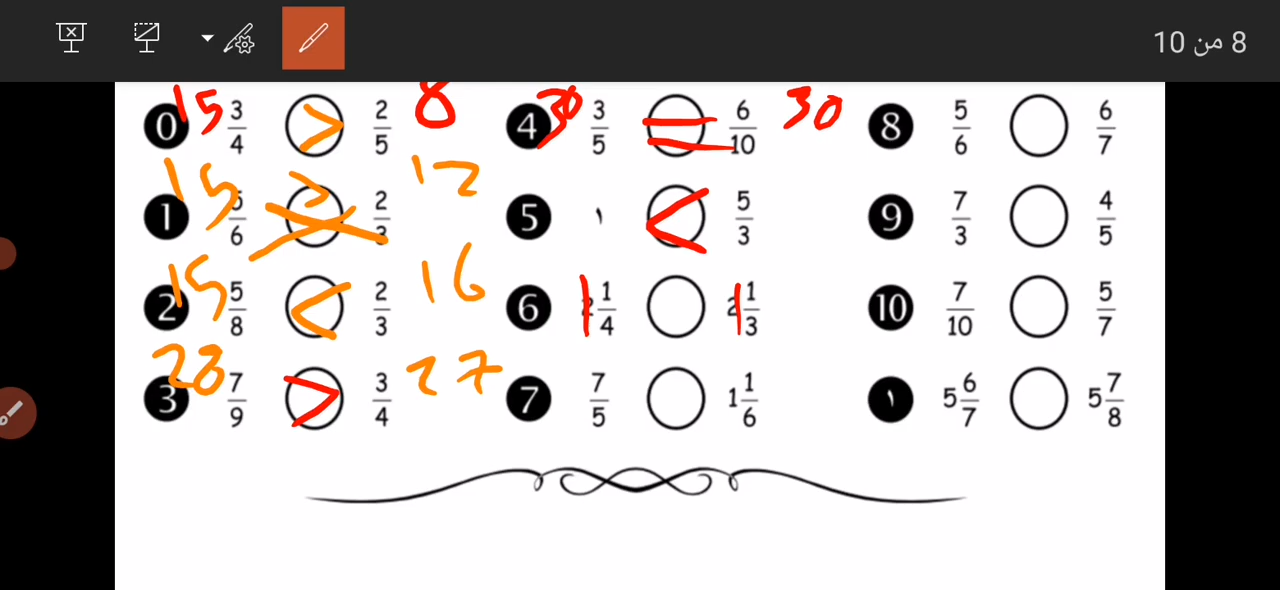 8 من 10
0 15 3/4 > 2/5 8
4 30 3/5 = 6/10 30
8 5/6 6/7
1 15 5/6 > 2/3 12
5 ١ < 5/3
9 7/3 4/5
2 15 5/8 < 2/3 16
6 2 1/4 2 1/3
10 7/10 5/7
3 28 7/9 > 3/4 27
7 7/5 1 1/6
١ 5 6/7 5 7/8